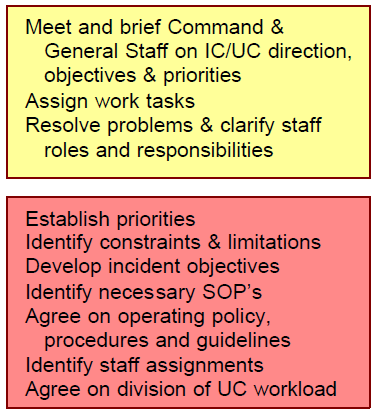 Meet and brief Command &
General Staff on IC/UC direction,
objectives & priorities
Assign work tasks
Resolve problems & clarify staff
roles and responsibilities
Establish priorities
Identify constraints & limitations
Develop incident objectives
Identify necessary SOP's
Agree on operating policy,
procedures and guidelines
Identify staff assignments
Agree on division of UC workload